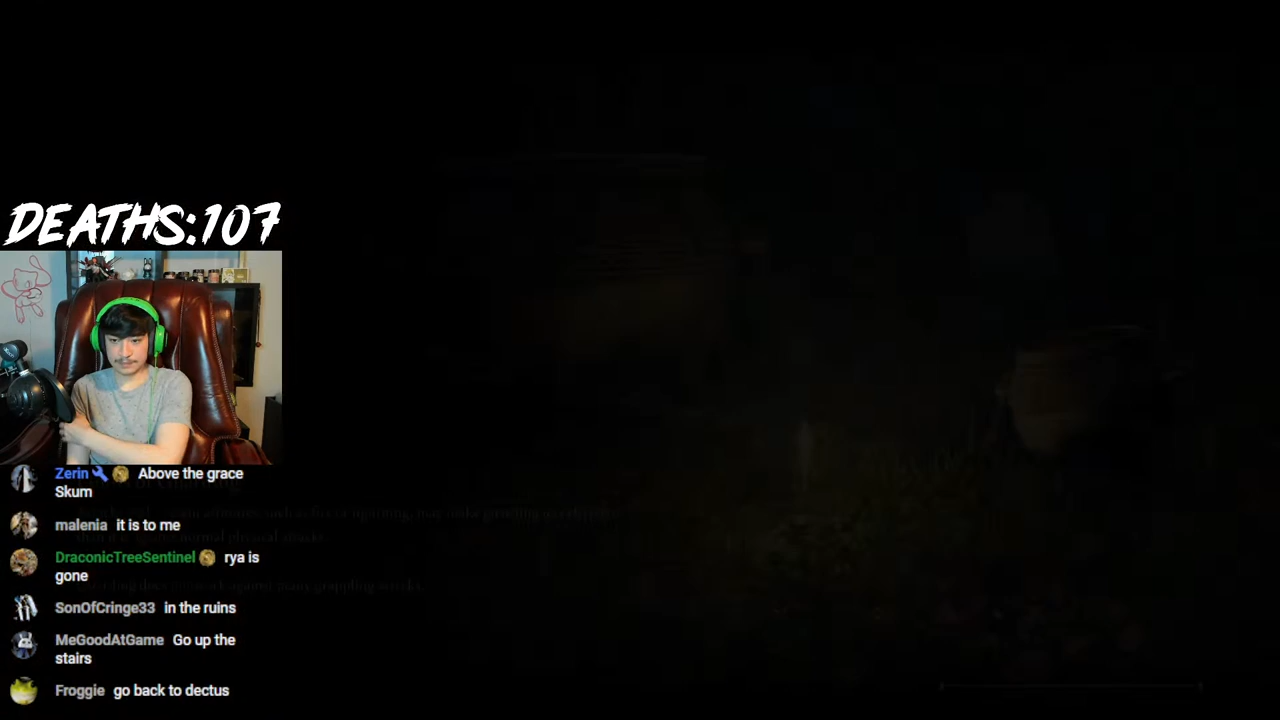 DEATHS:107
Zerin Above the grace
Skum
malenia it is to me
DraconicTreeSentinel rya is
gone
SonOfCringe33 in the ruins
MeGoodAtGame Go up the
stairs
Froggie go back to dectus